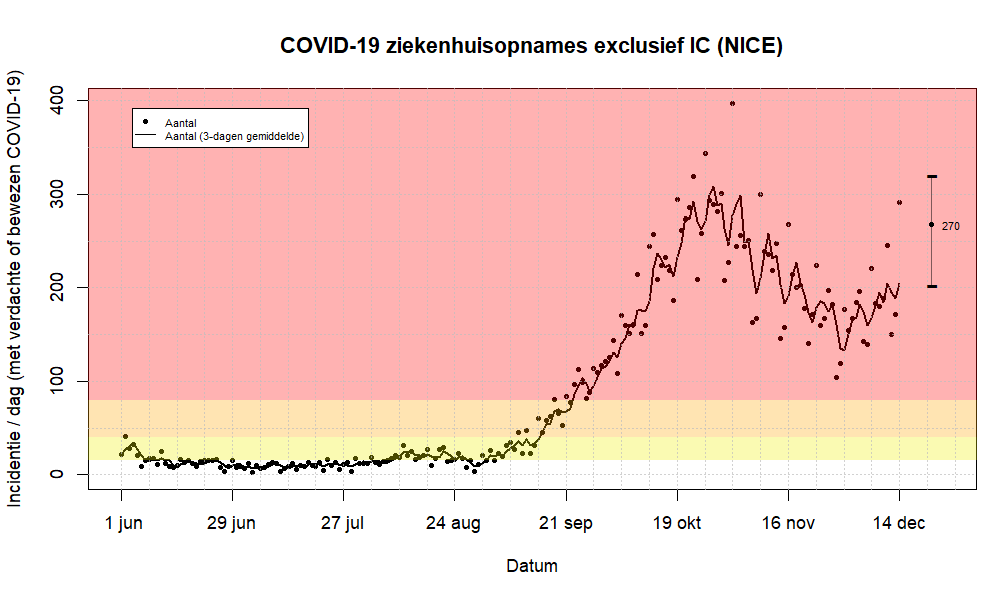 COVID-19 ziekenhuisopnames exclusief IC (NICE)
Incidentie / dag (met verdachte of bewezen COVID-19)
400
300
200
100
0
Aantal
Aantal (3-dagen gemiddelde)
270
1 jun
29 jun
27 jul
24 aug
21 sep
19 okt
16 nov
14 dec
Datum